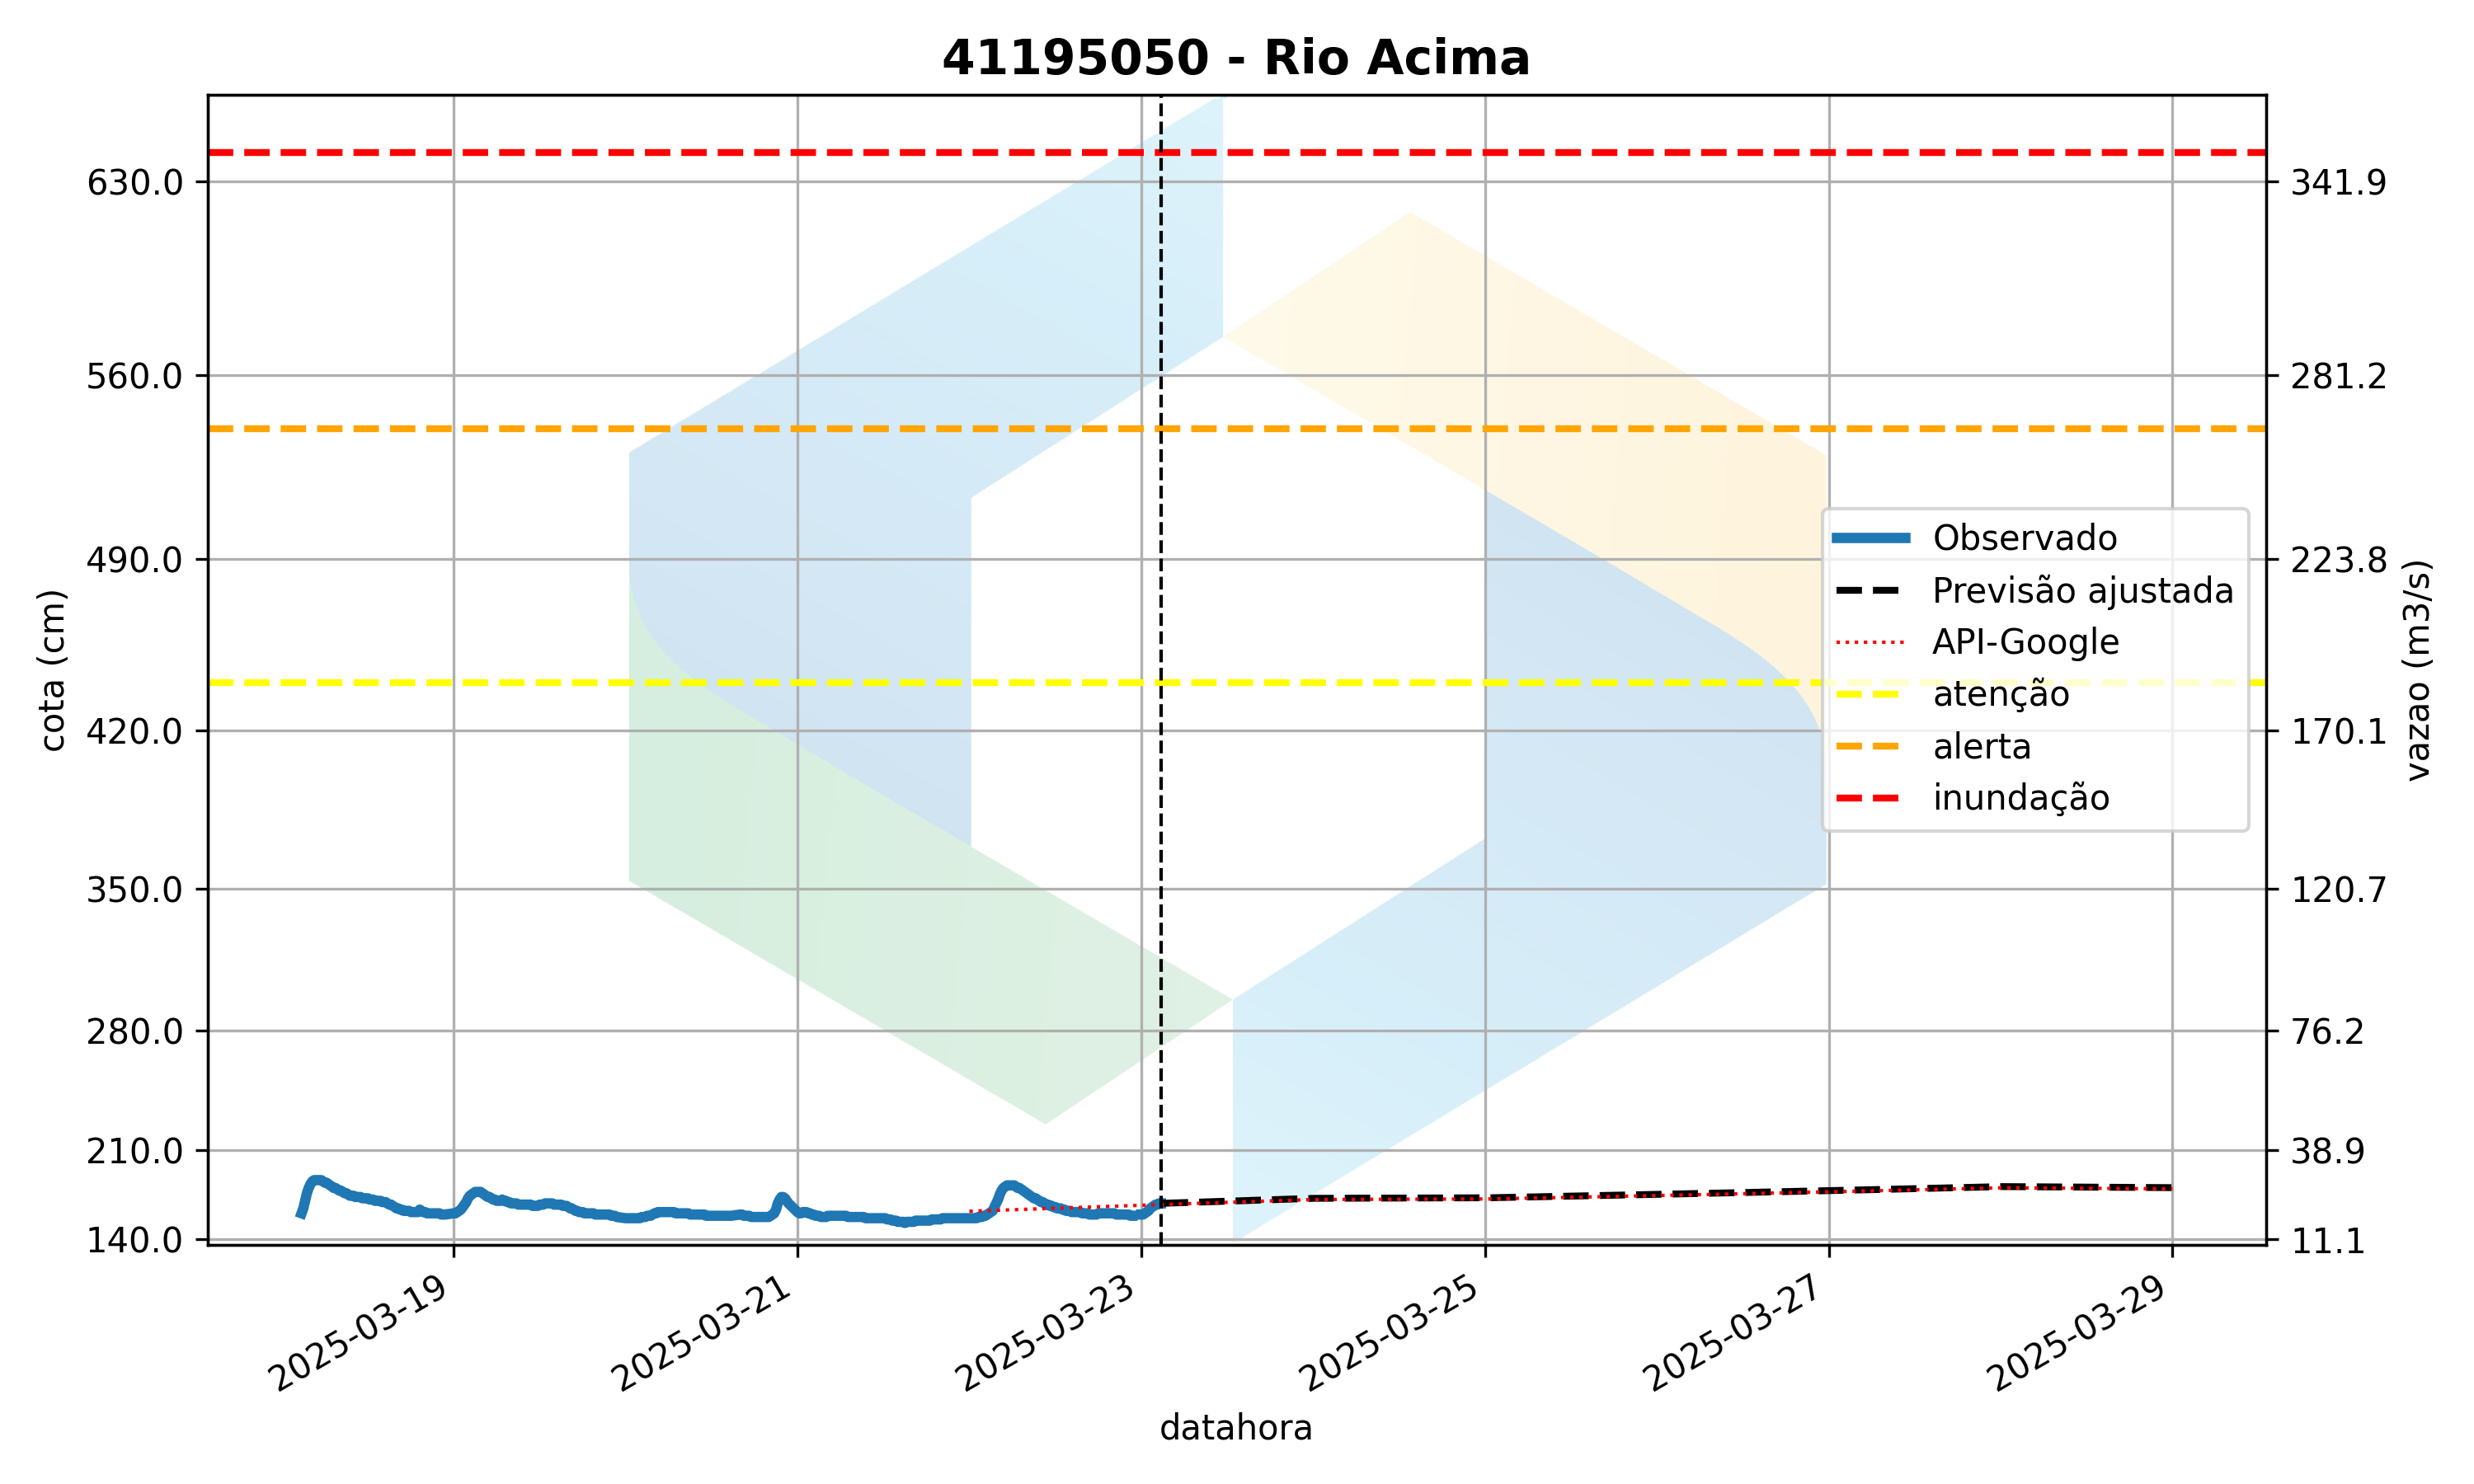 41195050 - Rio Acima
630.0
560.0
490.0
420.0
350.0
280.0
210.0
140.0
cota (cm)
341.9
281.2
223.8
170.1
120.7
76.2
38.9
11.1
vazao (m3/s)
Observado
Previsão ajustada
API-Google
atenção
alerta
inundação
2025-03-19
2025-03-21
2025-03-23
2025-03-25
2025-03-27
2025-03-29
datahora